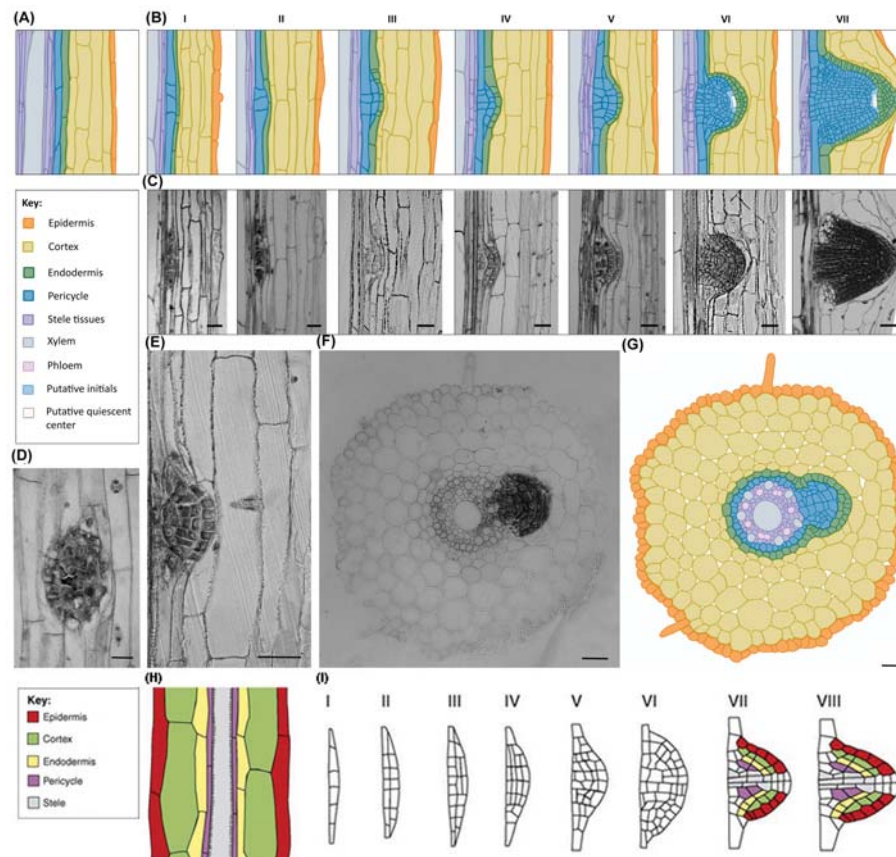 (A)
(B) I II III IV V VI VII
Key:
Epidermis
Cortex
Endodermis
Pericycle
Stele tissues
Xylem
Phloem
Putative initials
Putative quiescent
center
(C)
(D)
(E)
(F)
(G)
Key:
Epidermis
Cortex
Endodermis
Pericycle
Stele
(H)
(I)
I II III IV V VI VII VIII